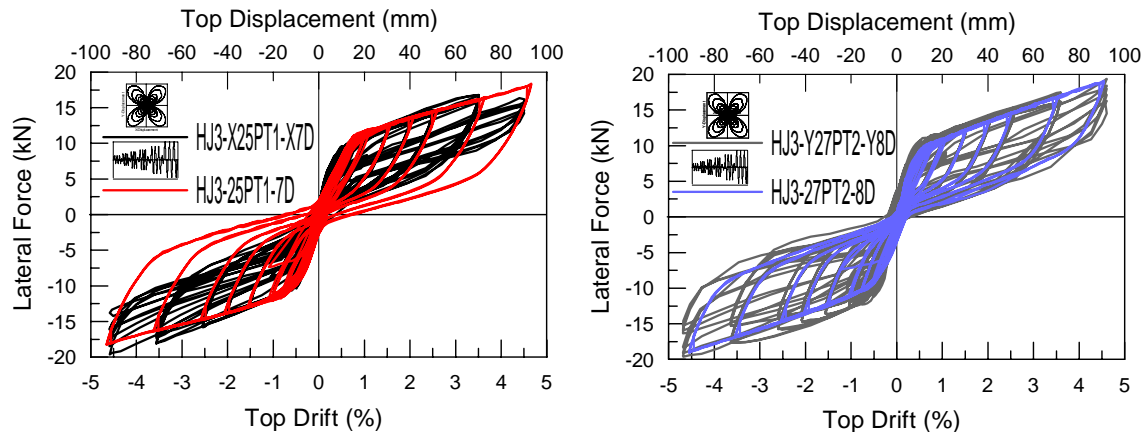 Top Displacement (mm)
-100 -80 -60 -40 -20 0 20 40 60 80 100
20
15
10
5
0
-5
-10
-15
-20
Lateral Force (kN)
HJ3-X25PT1-X7D
HJ3-25PT1-7D
-5 -4 -3 -2 -1 0 1 2 3 4 5
Top Drift (%)
Top Displacement (mm)
-100 -80 -60 -40 -20 0 20 40 60 80 100
20
15
10
5
0
-5
-10
-15
-20
Lateral Force (kN)
HJ3-Y27PT2-Y8D
HJ3-27PT2-8D
-5 -4 -3 -2 -1 0 1 2 3 4 5
Top Drift (%)